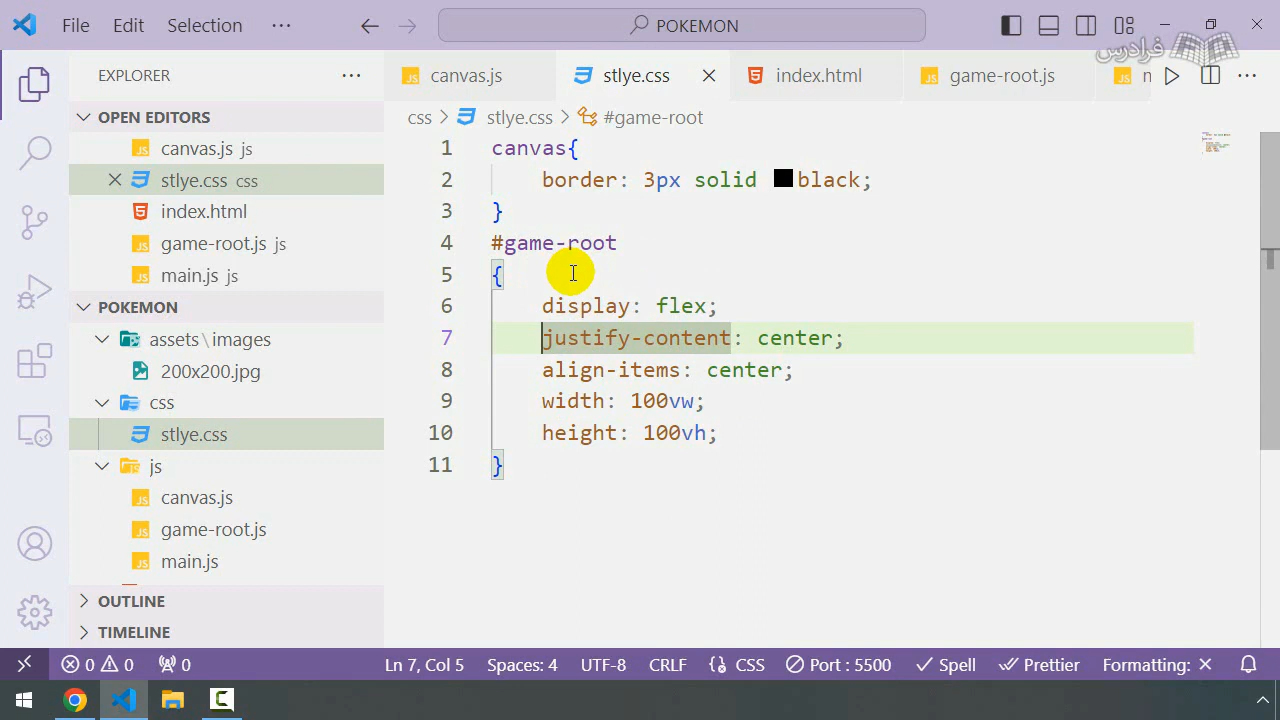 File Edit Selection ··· POKEMON
فرادرس
EXPLORER ···
canvas.js stlye.css index.html game-root.js
css > stlye.css > #game-root
OPEN EDITORS
canvas.js js
stlye.css css
index.html
game-root.js js
main.js js
POKEMON
assets\images
200x200.jpg
css
stlye.css
js
canvas.js
game-root.js
main.js
OUTLINE
TIMELINE
1 canvas{
2 border: 3px solid black;
3 }
4 #game-root
5 {
6 display: flex;
7 justify-content: center;
8 align-items: center;
9 width: 100vw;
10 height: 100vh;
11 }
0 0 0 Ln 7, Col 5 Spaces: 4 UTF-8 CRLF {} CSS Port : 5500 Spell Prettier Formatting: ×